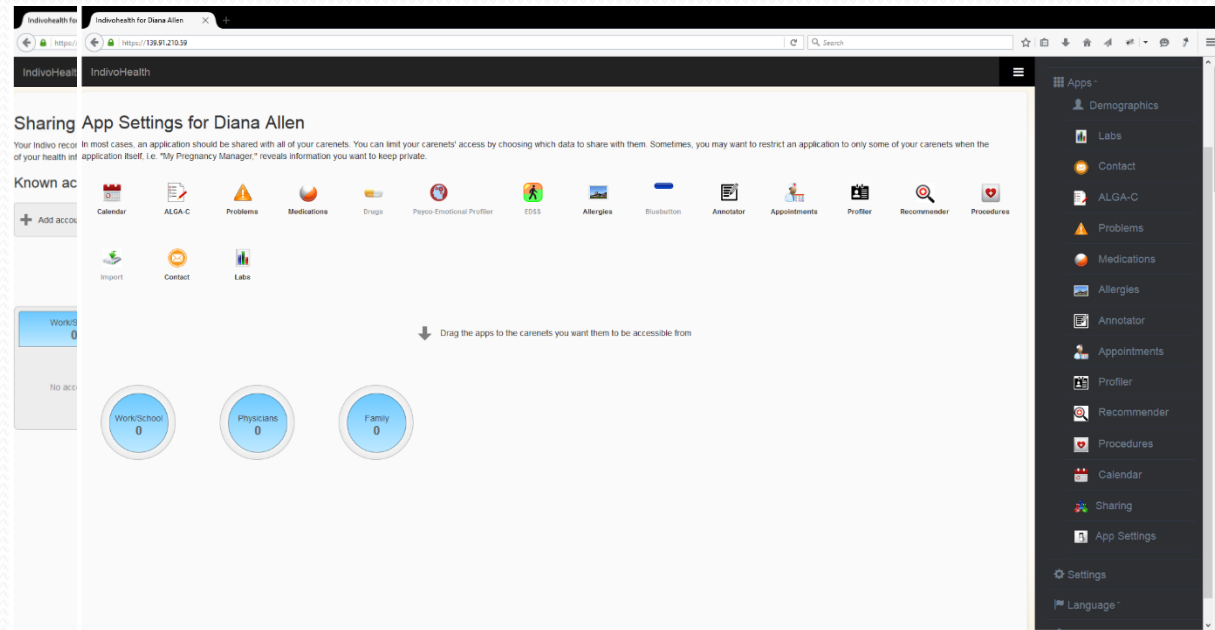 Indivohealth fo
Indivohealth for Diana Allen
https:/
https://139.91.210.59
Search
IndivoHealt
IndivoHealth
Sharing
Your Indivo recor
of your health inf
Known ac
Add accou
Work/S
0
No acc
App Settings for Diana Allen
In most cases, an application should be shared with all of your carenets. You can limit your carenets' access by choosing which data to share with them. Sometimes, you may want to restrict an application to only some of your carenets when the
application itself, i.e. "My Pregnancy Manager," reveals information you want to keep private.
Calendar
ALGA-C
Problems
Medications
Drugs
Psyco-Emotional Profiler
EDSS
Allergies
Bluebutton
Annotator
Appointments
Profiler
Recommender
Procedures
Import
Contact
Labs
Drag the apps to the carenets you want them to be accessible from
Work/School
0
Physicians
0
Family
0
Apps
Demographics
Labs
Contact
ALGA-C
Problems
Medications
Allergies
Annotator
Appointments
Profiler
Recommender
Procedures
Calendar
Sharing
App Settings
Settings
Language